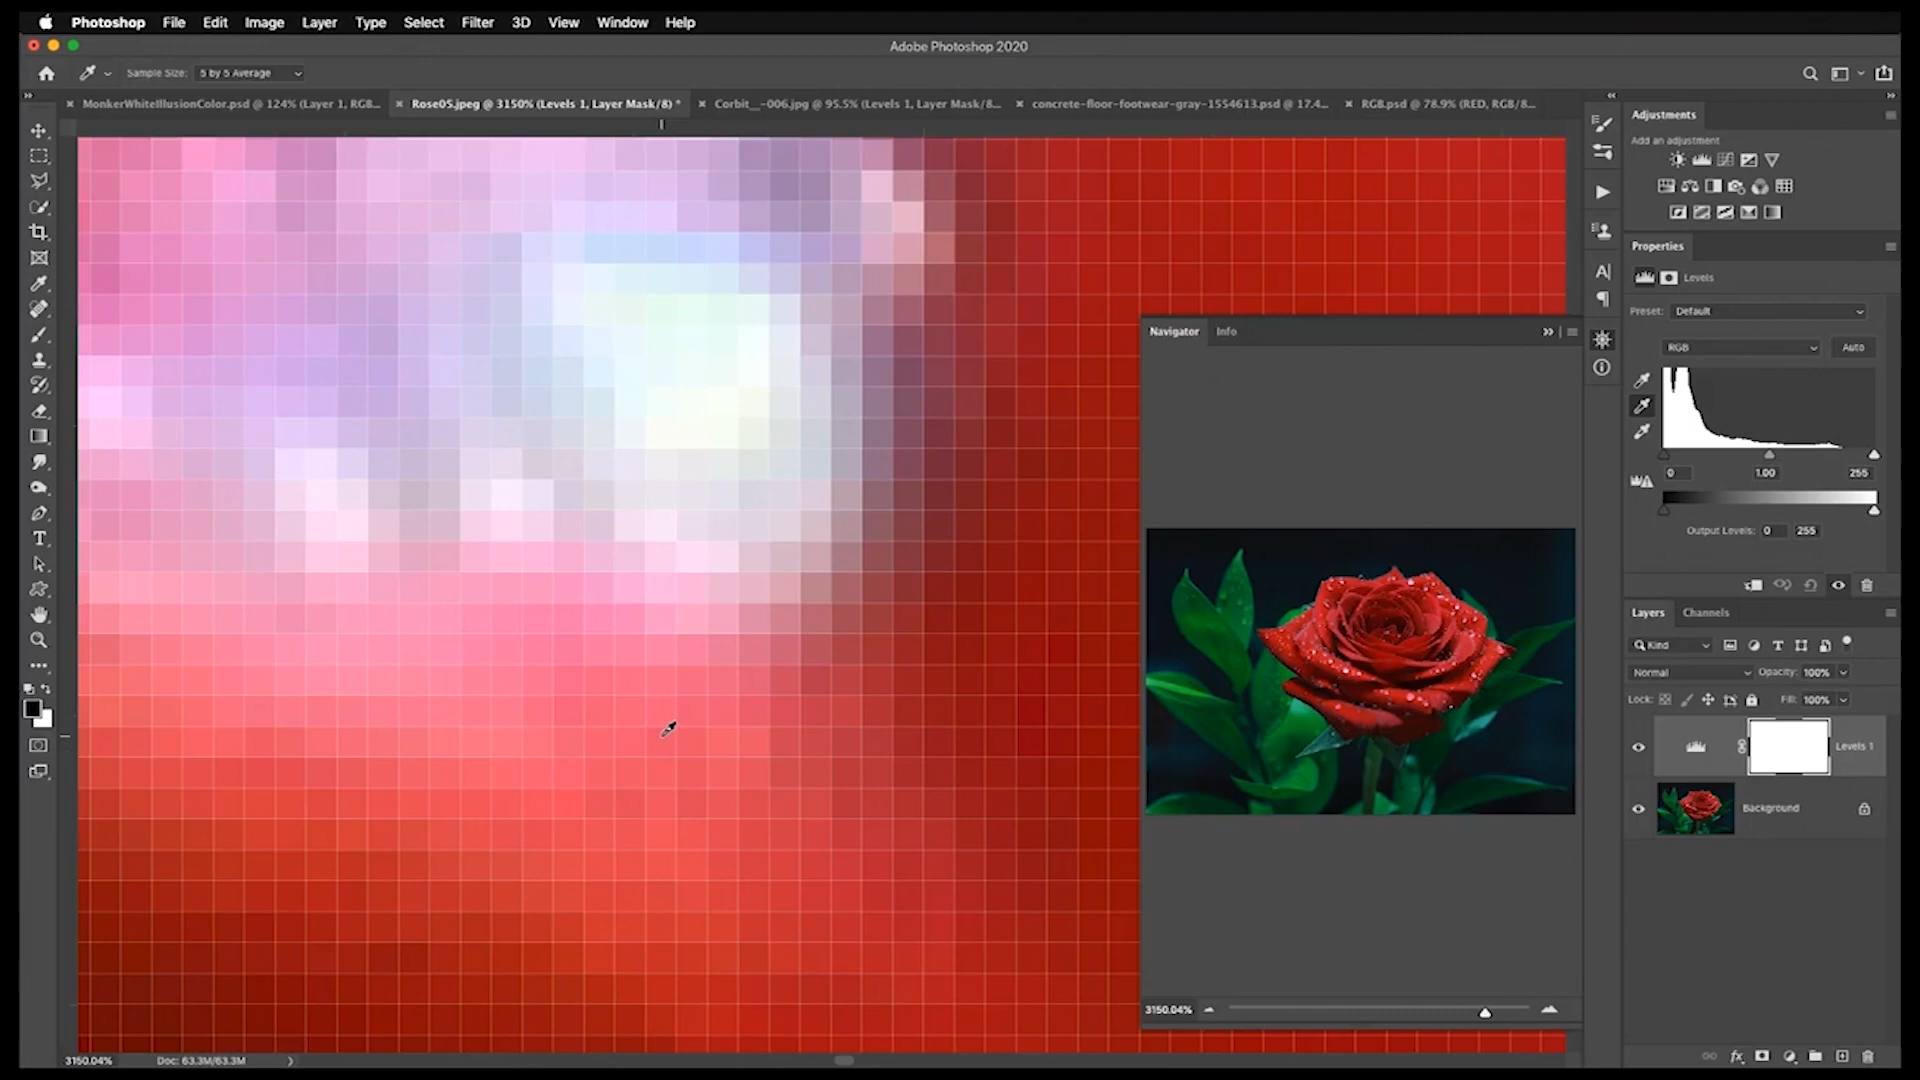 Photoshop File Edit Image Layer Type Select Filter 3D View Window Help
Adobe Photoshop 2020
Sample Size: 5 by 5 Average
MonkerWhiteIllusionColor.psd @ 124% (Layer 1, RGB... Rose05.jpeg @ 3150% (Levels 1, Layer Mask/8) * Corbit__-006.jpg @ 95.5% (Levels 1, Layer Mask/8... concrete-floor-footwear-gray-1554613.psd @ 17.4... RGB.psd @ 78.9% (RED, RGB/8...
Adjustments
Add an adjustment
Properties
Levels
Preset: Default
Navigator Info
RGB Auto
0 1.00 255
Output Levels: 0 255
Layers Channels
Kind
Normal Opacity: 100%
Lock: Fill: 100%
Levels 1
Background
3150.04%
3150.04% Doc: 63.3M/63.3M